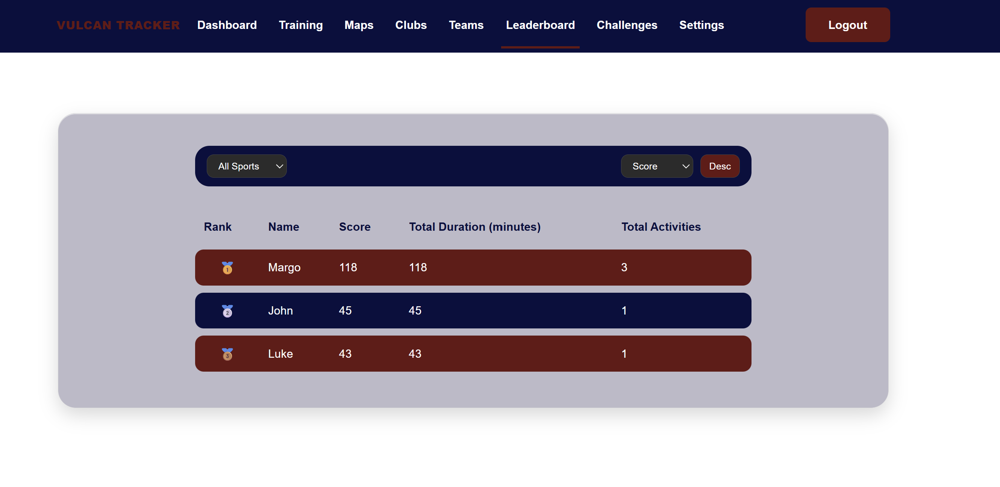 VULCAN TRACKER Dashboard Training Maps Clubs Teams Leaderboard Challenges Settings Logout
All Sports Score Desc
Rank Name Score Total Duration (minutes) Total Activities
1 Margo 118 118 3
2 John 45 45 1
3 Luke 43 43 1